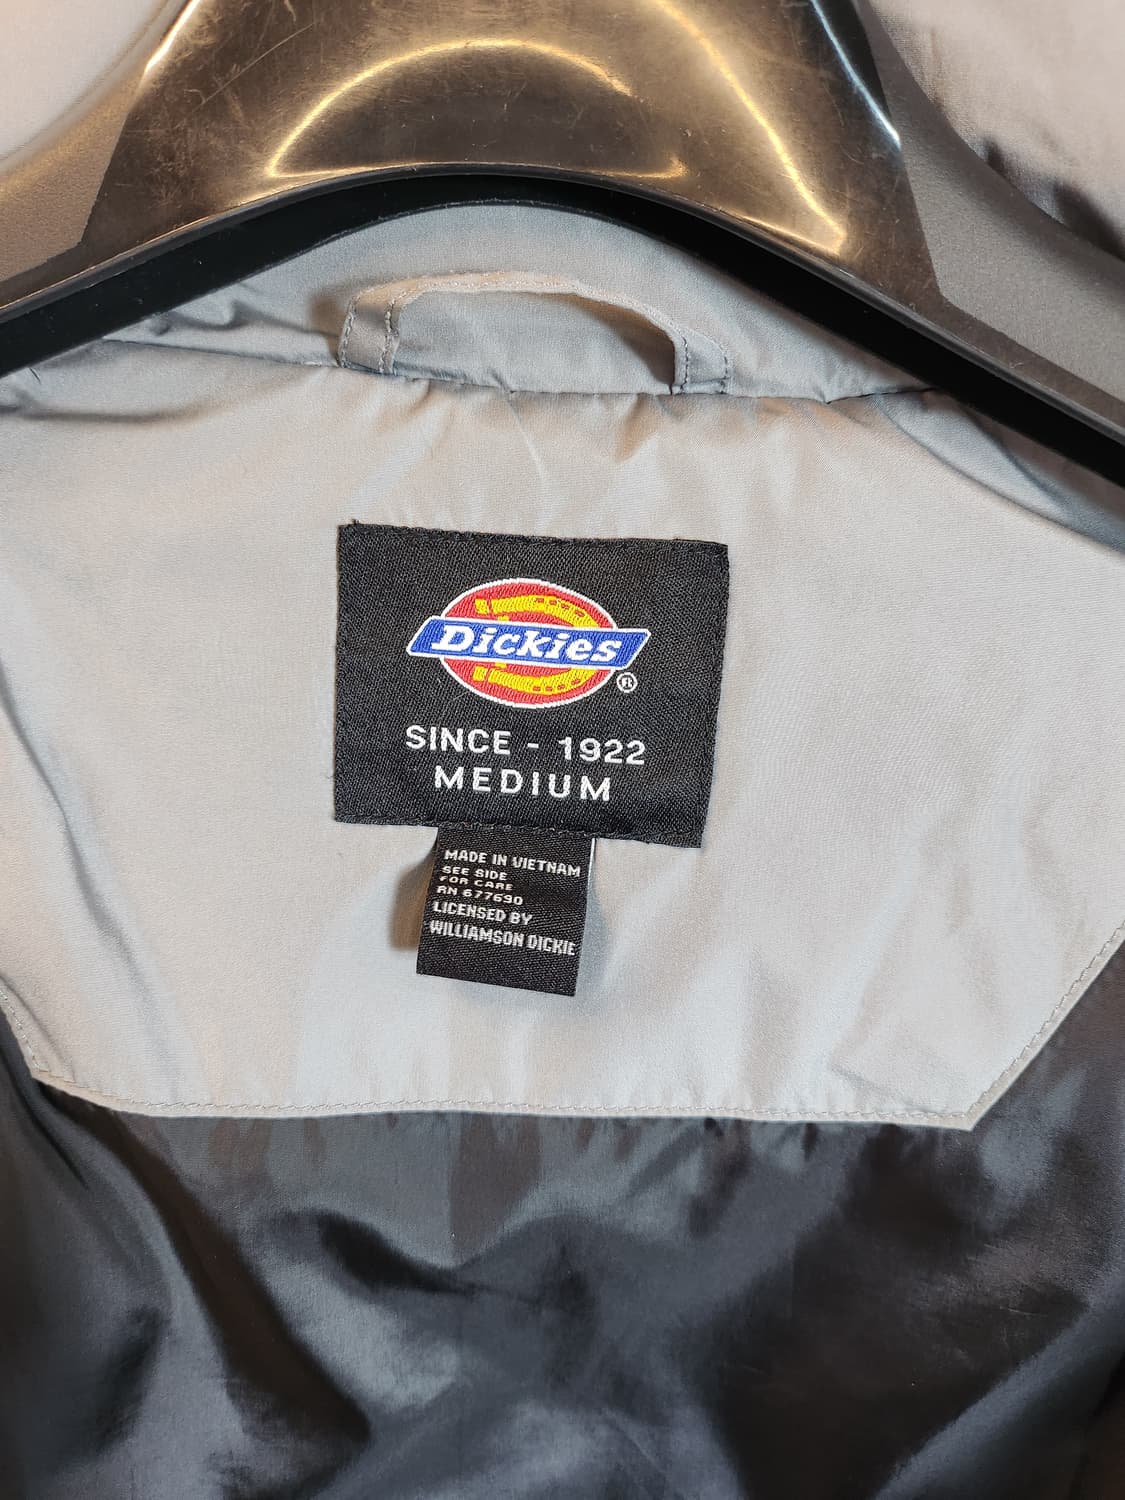 Dickies®
SINCE - 1922
MEDIUM
MADE IN VIETNAM
SEE SIDE
FOR CARE
RN 677690
LICENSED BY
WILLIAMSON DICKIE